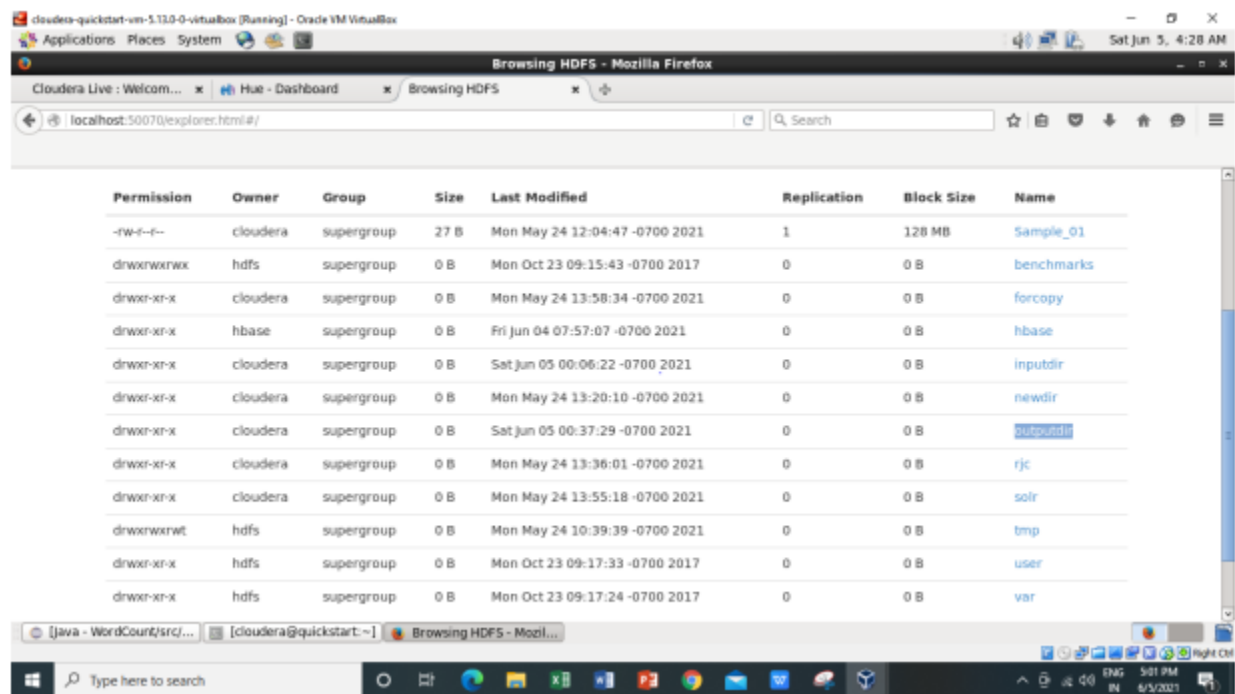 cloudera-quickstart-vm-5.13.0-0-virtualbox [Running] - Oracle VM VirtualBox
Applications Places System Sat Jun 5, 4:28 AM
Browsing HDFS - Mozilla Firefox
Cloudera Live : Welcom... Hue - Dashboard Browsing HDFS
localhost:50070/explorer.html#/ Search
Permission Owner Group Size Last Modified Replication Block Size Name
-rw-r--r-- cloudera supergroup 27 B Mon May 24 12:04:47 -0700 2021 1 128 MB Sample_01
drwxrwxrwx hdfs supergroup 0 B Mon Oct 23 09:15:43 -0700 2017 0 0 B benchmarks
drwxr-xr-x cloudera supergroup 0 B Mon May 24 13:58:34 -0700 2021 0 0 B forcopy
drwxr-xr-x hbase supergroup 0 B Fri Jun 04 07:57:07 -0700 2021 0 0 B hbase
drwxr-xr-x cloudera supergroup 0 B Sat Jun 05 00:06:22 -0700 2021 0 0 B inputdir
drwxr-xr-x cloudera supergroup 0 B Mon May 24 13:20:10 -0700 2021 0 0 B newdir
drwxr-xr-x cloudera supergroup 0 B Sat Jun 05 00:37:29 -0700 2021 0 0 B outputdir
drwxr-xr-x cloudera supergroup 0 B Mon May 24 13:36:01 -0700 2021 0 0 B rjc
drwxr-xr-x cloudera supergroup 0 B Mon May 24 13:55:18 -0700 2021 0 0 B solr
drwxrwxrwt hdfs supergroup 0 B Mon May 24 10:39:39 -0700 2021 0 0 B tmp
drwxr-xr-x hdfs supergroup 0 B Mon Oct 23 09:17:33 -0700 2017 0 0 B user
drwxr-xr-x hdfs supergroup 0 B Mon Oct 23 09:17:24 -0700 2017 0 0 B var
[Java - WordCount/src/... [cloudera@quickstart:~] Browsing HDFS - Mozil...
Right Ctrl
Type here to search ENG 5:01 PM
IN 6/5/2021